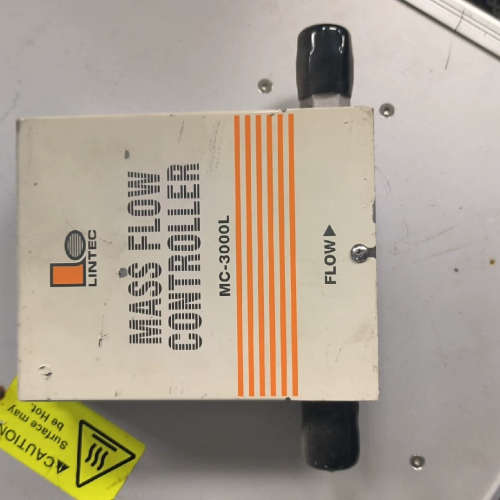 LINTEC
MASS FLOW
CONTROLLER
MC-3000L
FLOW▶
⚠CAUTION
Surface may
be Hot.